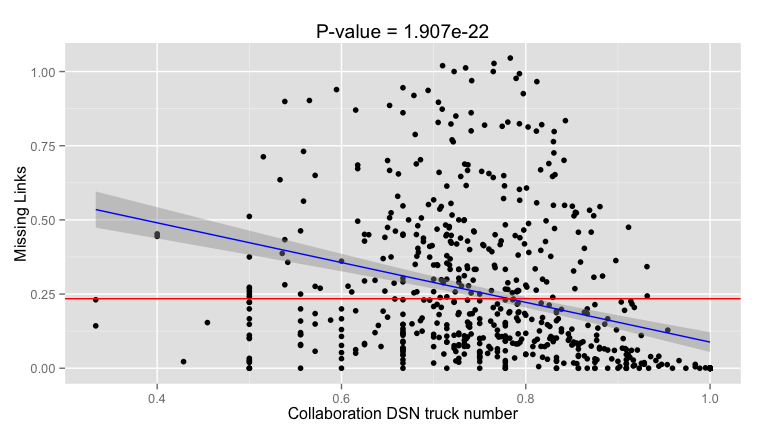 P-value = 1.907e-22
Missing Links
1.00
0.75
0.50
0.25
0.00
0.4 0.6 0.8 1.0
Collaboration DSN truck number